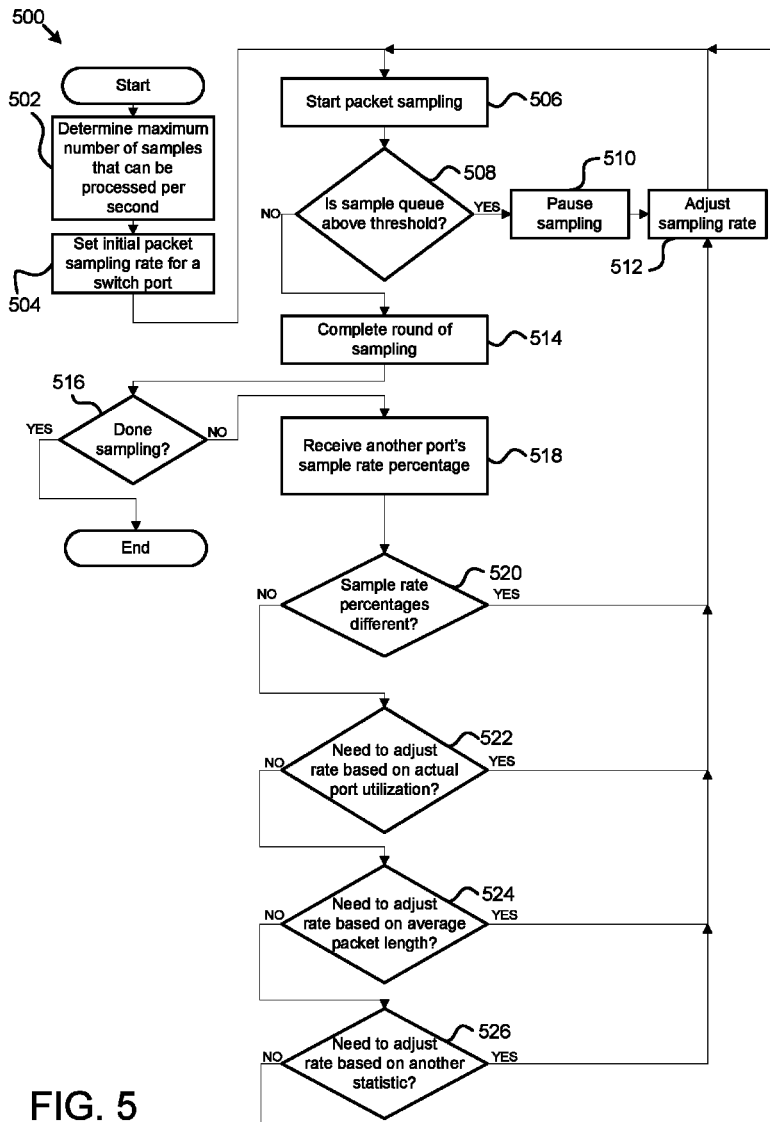 500
Start
502
Determine maximum
number of samples
that can be
processed per
second
Set initial packet
sampling rate for a
switch port
504
Start packet sampling
506
508
Is sample queue
above threshold?
NO
YES
510
Pause
sampling
Adjust
sampling rate
512
Complete round of
sampling
514
516
Done
sampling?
YES
NO
End
Receive another port's
sample rate percentage
518
520
Sample rate
percentages
different?
NO
YES
522
Need to adjust
rate based on actual
port utilization?
NO
YES
524
Need to adjust
rate based on average
packet length?
NO
YES
526
Need to adjust
rate based on another
statistic?
NO
YES
FIG. 5